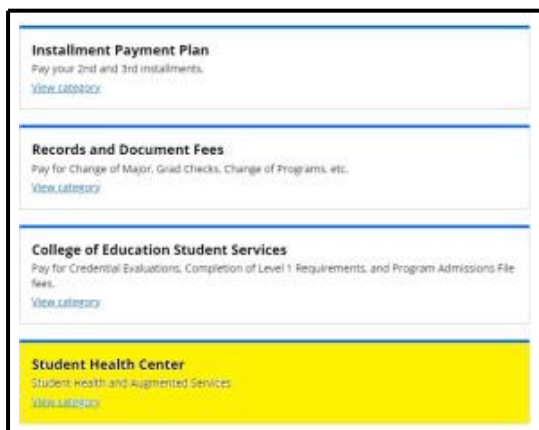 Installment Payment Plan
Pay your 2nd and 3rd installments.
View category
Records and Document Fees
Pay for Change of Major, Grad Checks, Change of Programs, etc.
View category
College of Education Student Services
Pay for Credential Evaluations, Completion of Level 1 Requirements, and Program Admissions File
fees.
View category
Student Health Center
Student Health and Augmented Services
View category